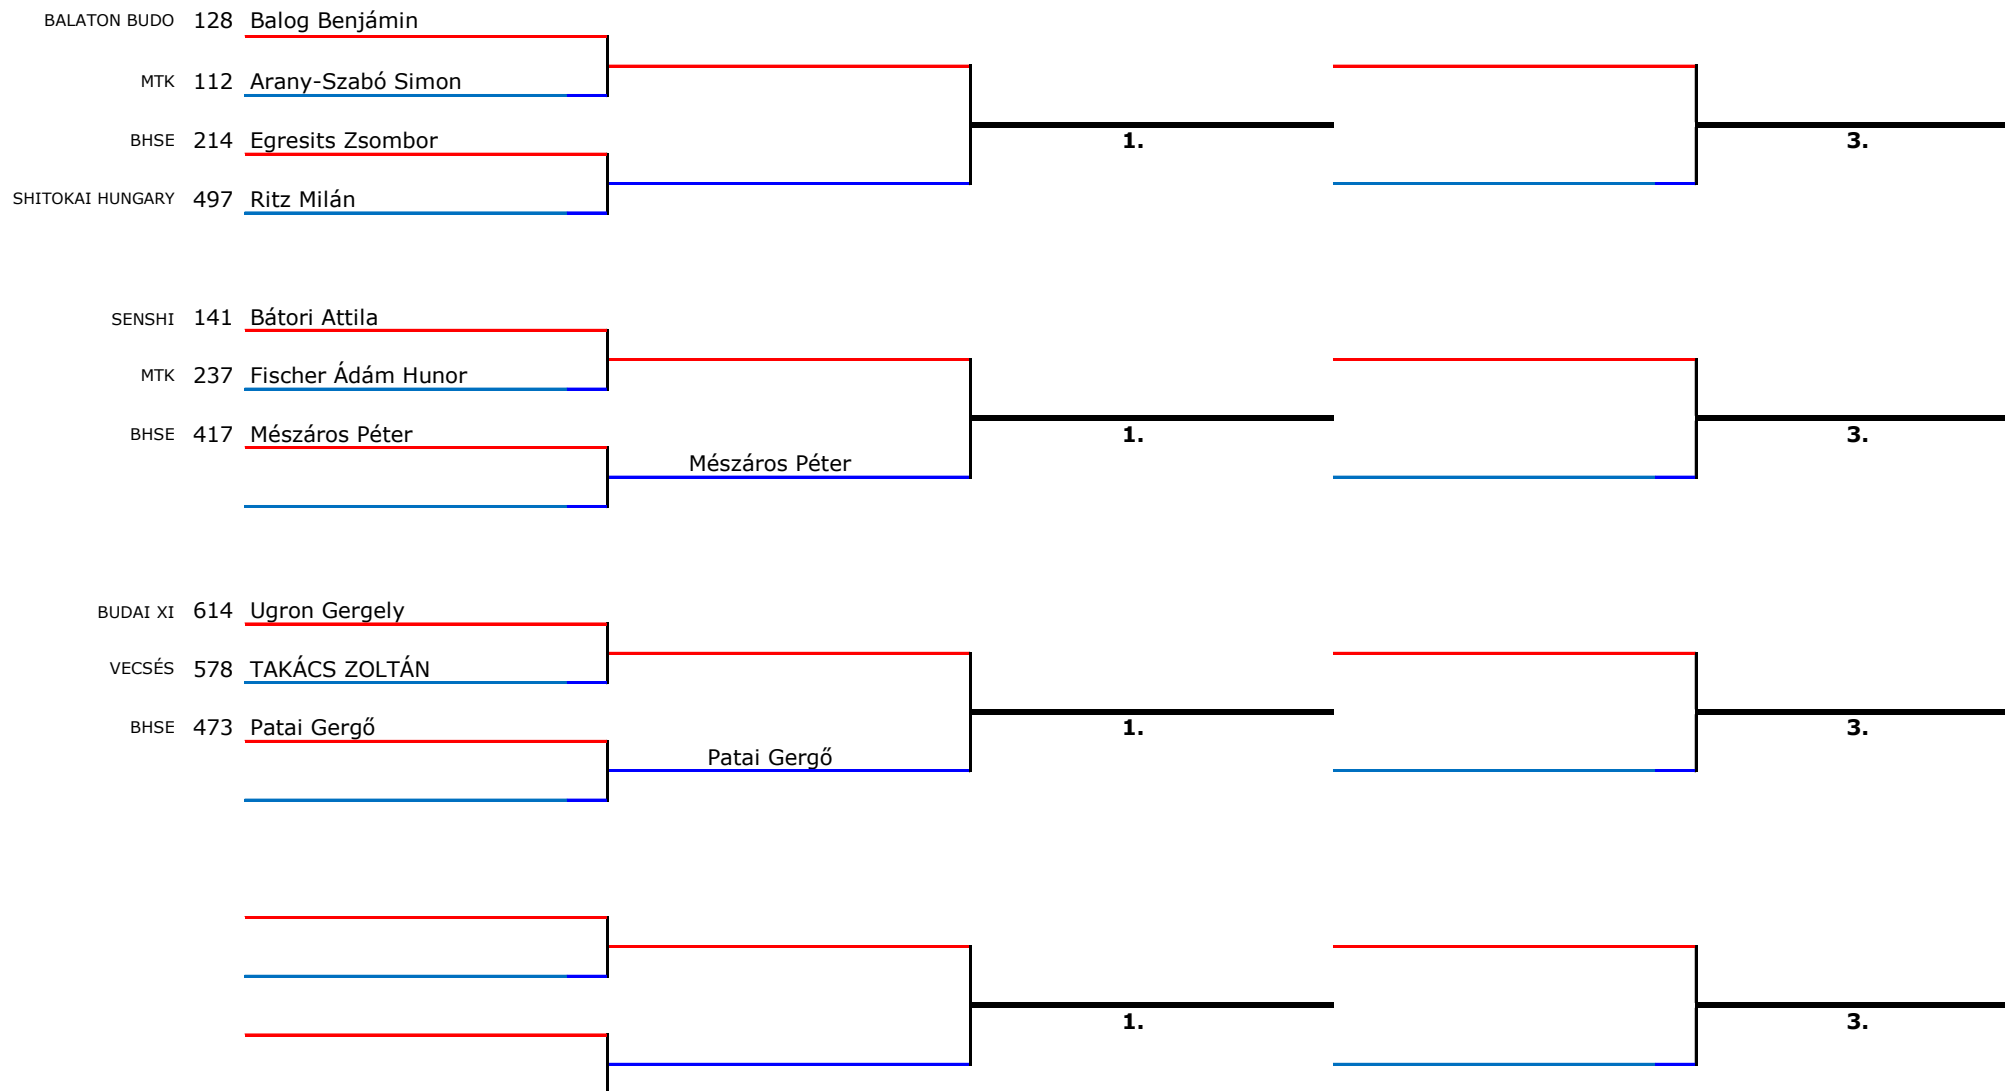 BALATON BUDO 128 Balog Benjámin
MTK 112 Arany-Szabó Simon
1. 3.
BHSE 214 Egresits Zsombor
SHITOKAI HUNGARY 497 Ritz Milán
SENSHI 141 Bátori Attila
MTK 237 Fischer Ádám Hunor
BHSE 417 Mészáros Péter 1. 3.
Mészáros Péter
BUDAI XI 614 Ugron Gergely
VECSÉS 578 TAKÁCS ZOLTÁN
BHSE 473 Patai Gergő 1. 3.
Patai Gergő
1. 3.